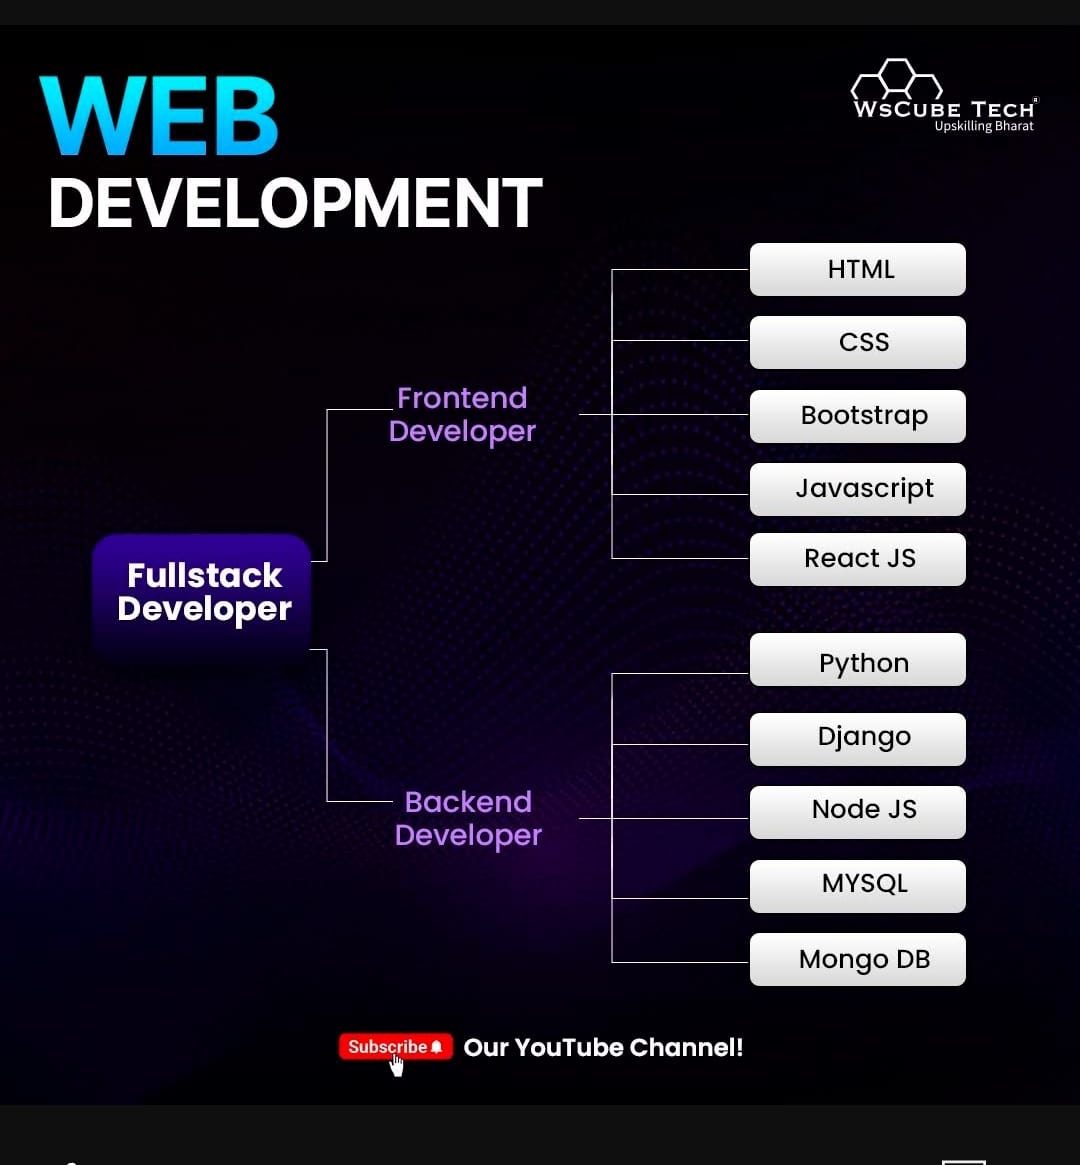 WEB
DEVELOPMENT
WSCUBE TECH®
Upskilling Bharat
Fullstack
Developer
Frontend
Developer
HTML
CSS
Bootstrap
Javascript
React JS
Backend
Developer
Python
Django
Node JS
MYSQL
Mongo DB
Subscribe Our YouTube Channel!